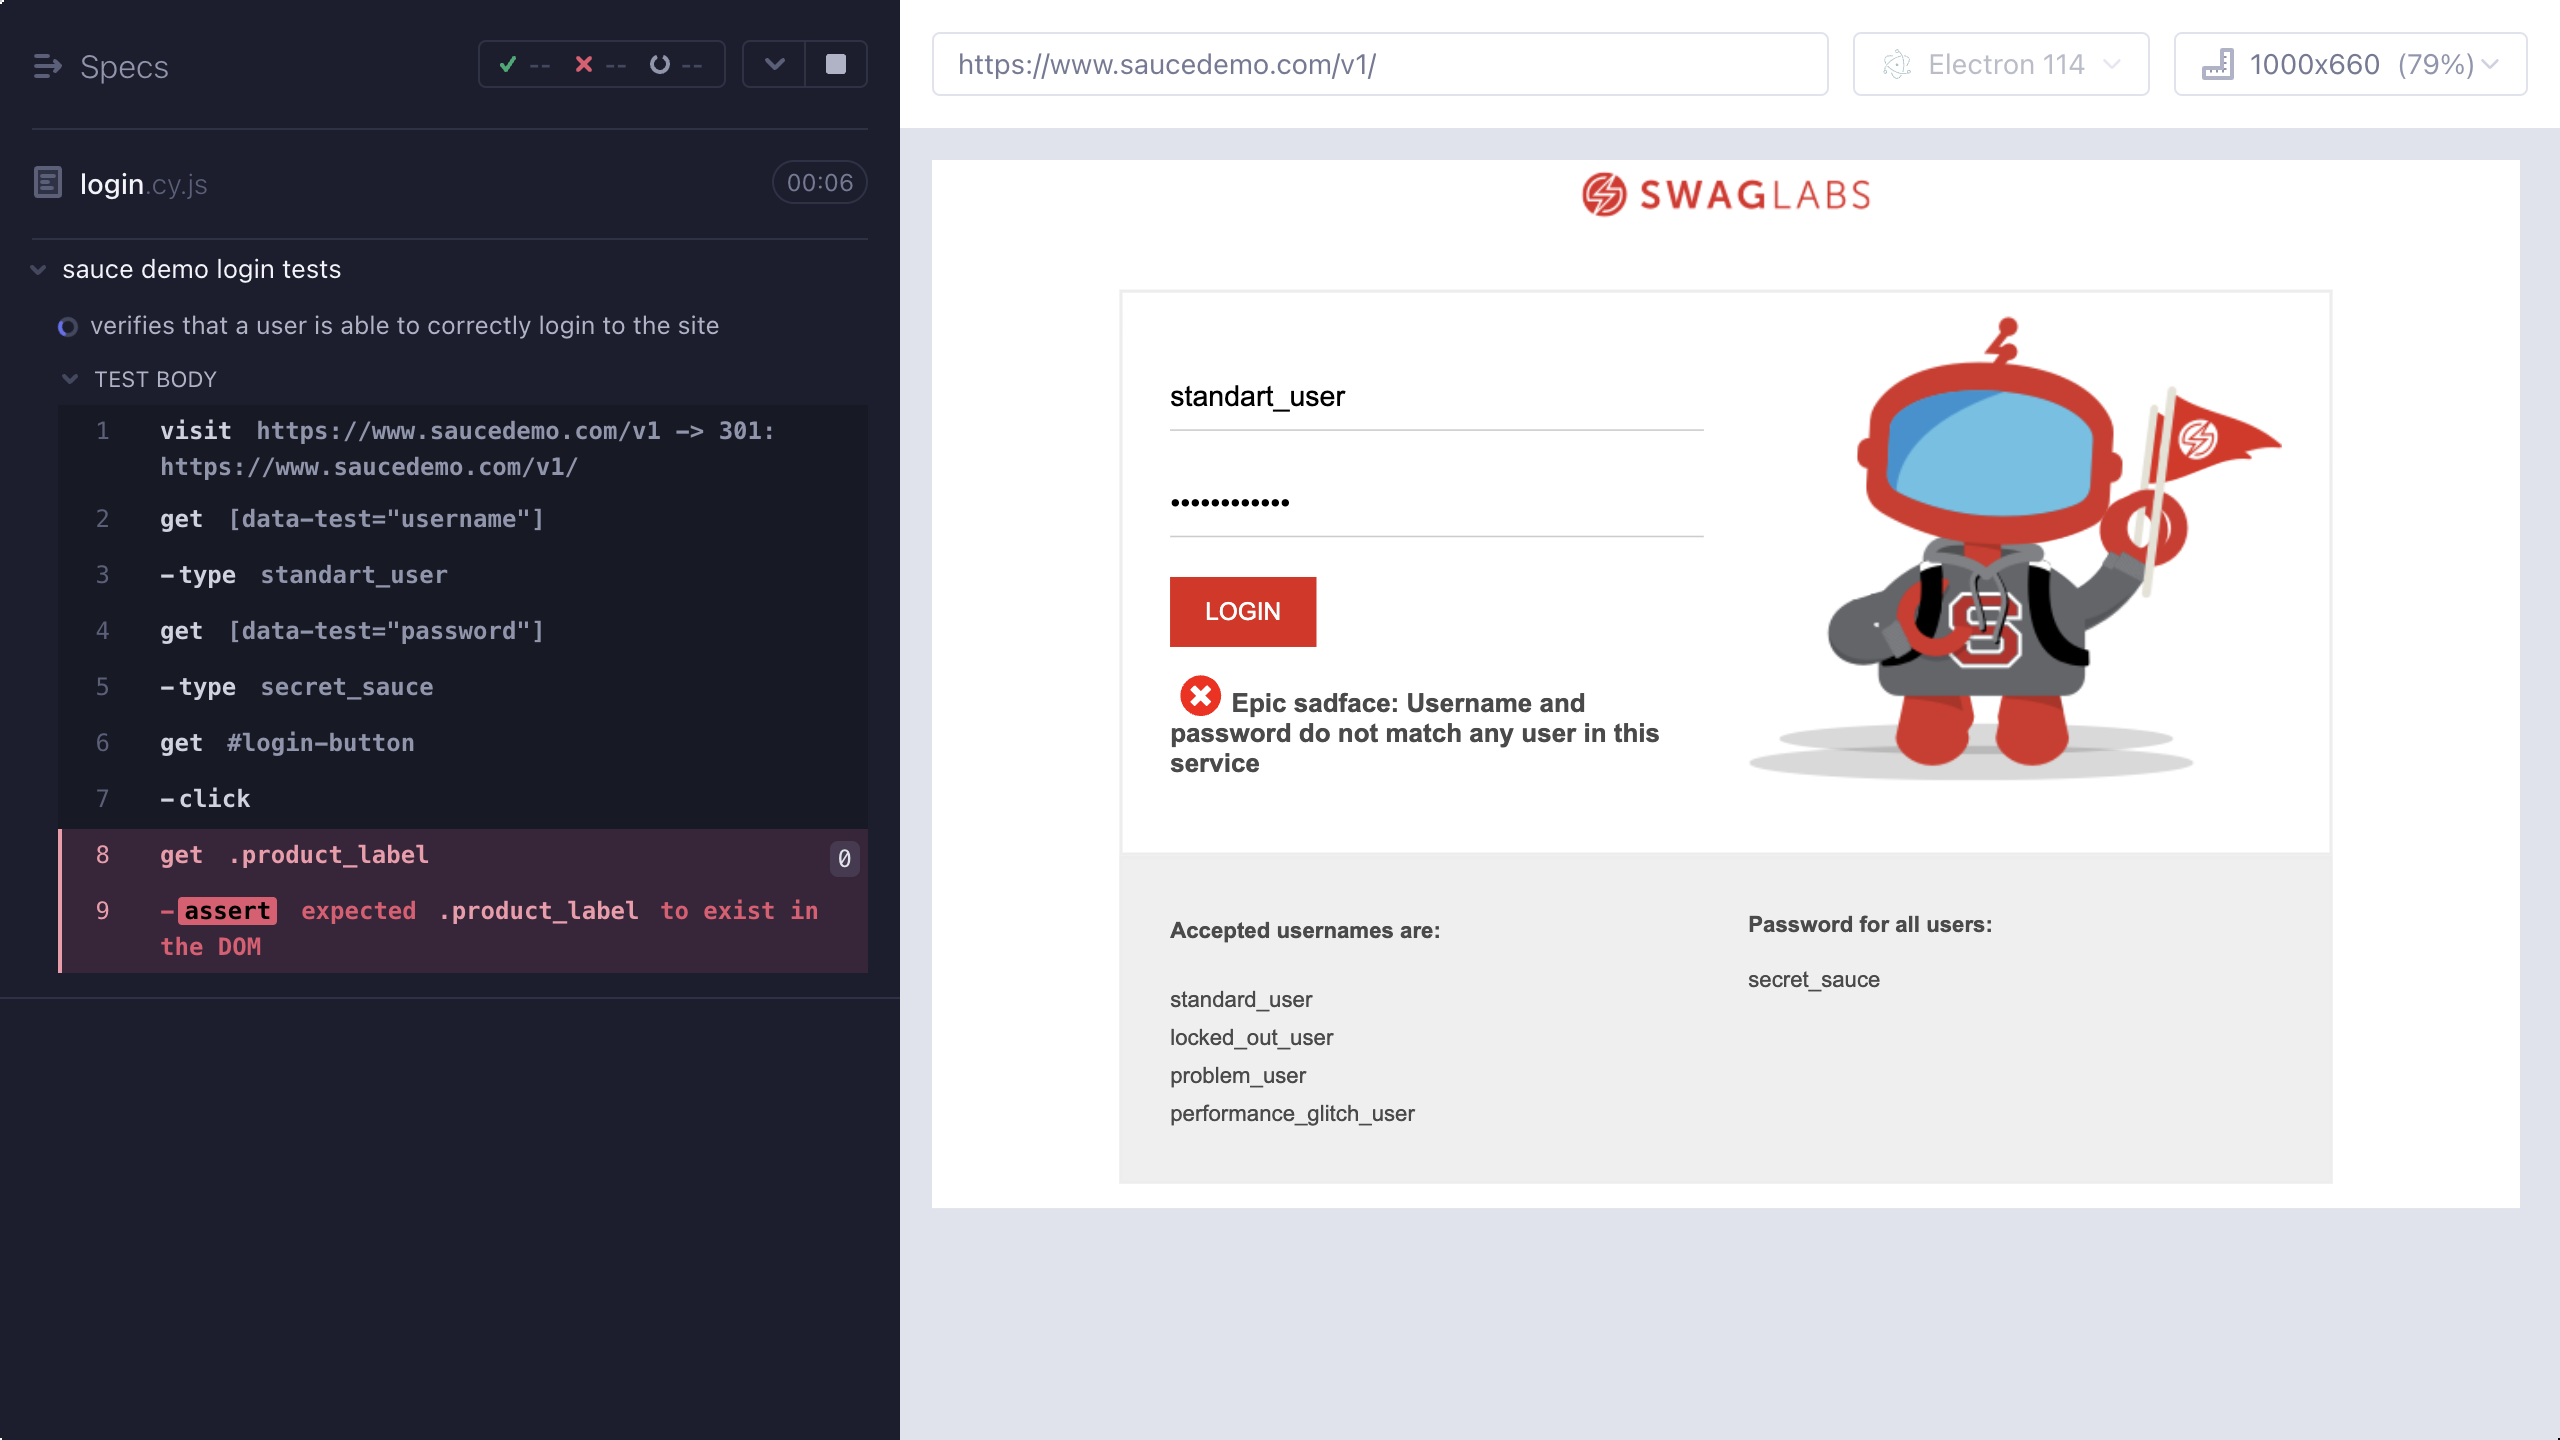 Specs
-- -- --
login.cy.js 00:06
sauce demo login tests
verifies that a user is able to correctly login to the site
TEST BODY
1 visit https://www.saucedemo.com/v1 -> 301:
https://www.saucedemo.com/v1/
2 get [data-test="username"]
3 -type standart_user
4 get [data-test="password"]
5 -type secret_sauce
6 get #login-button
7 -click
8 get .product_label 0
9 -assert expected .product_label to exist in
the DOM
https://www.saucedemo.com/v1/
Electron 114
1000x660 (79%)
SWAGLABS
standart_user
••••••••••••
LOGIN
Epic sadface: Username and
password do not match any user in this
service
S
Accepted usernames are:
standard_user
locked_out_user
problem_user
performance_glitch_user
Password for all users:
secret_sauce